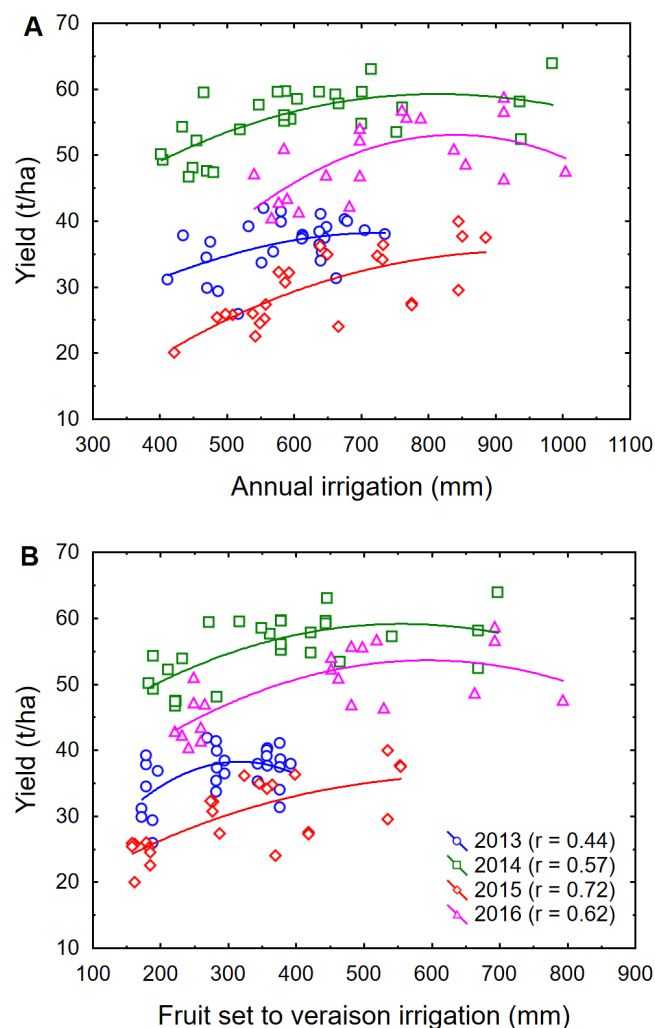 A
70
60
50
40
30
20
10
Yield (t/ha)
300 400 500 600 700 800 900 1000 1100
Annual irrigation (mm)
B
70
60
50
40
30
20
10
Yield (t/ha)
2013 (r = 0.44)
2014 (r = 0.57)
2015 (r = 0.72)
2016 (r = 0.62)
100 200 300 400 500 600 700 800 900
Fruit set to veraison irrigation (mm)